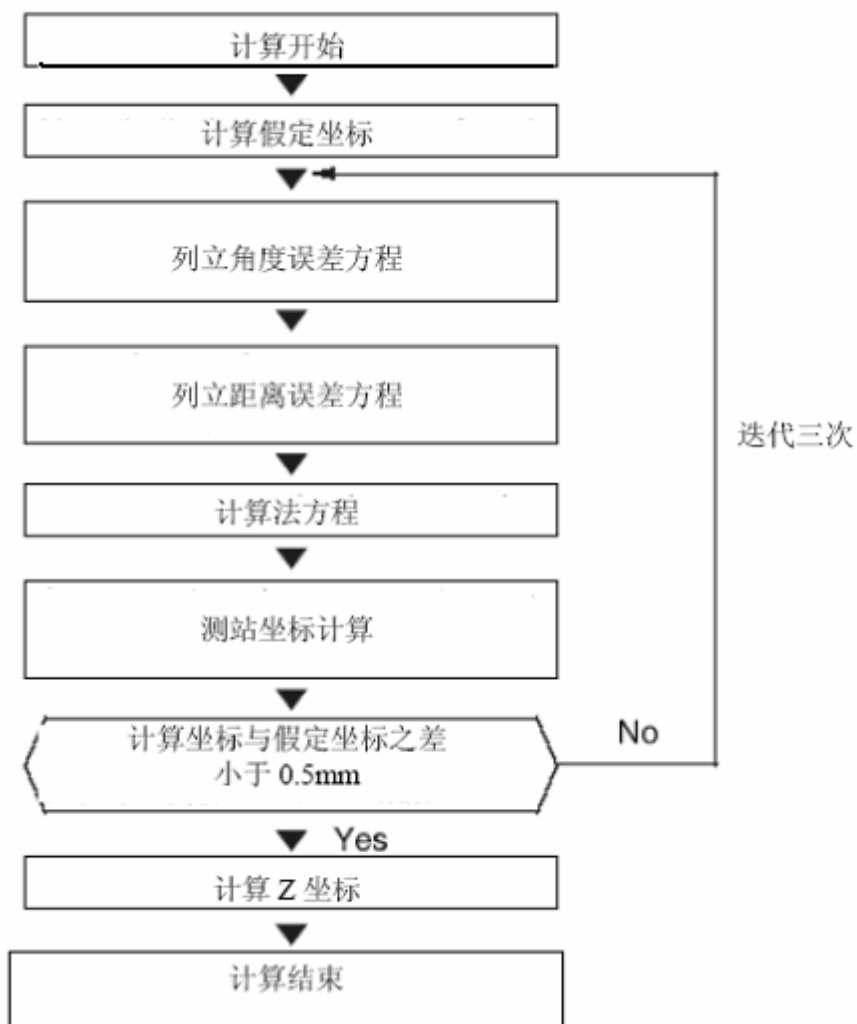 计算开始
计算假定坐标
列立角度误差方程
列立距离误差方程
迭代三次
计算法方程
测站坐标计算
计算坐标与假定坐标之差
小于 0.5mm
No
Yes
计算 Z 坐标
计算结束